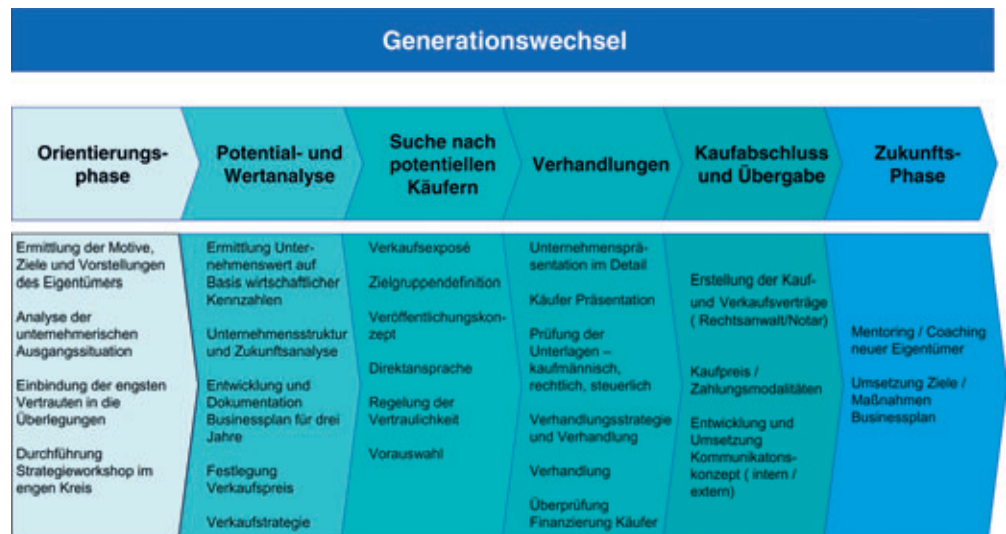 Generationswechsel
Orientierungs-
phase
Potential- und
Wertanalyse
Suche nach
potentiellen
Käufern
Verhandlungen
Kaufabschluss
und Übergabe
Zukunfts-
Phase
Ermittlung der Motive,
Ziele und Vorstellungen
des Eigentümers
Analyse der
unternehmerischen
Ausgangssituation
Einbindung der engsten
Vertrauten in die
Überlegungen
Durchführung
Strategieworkshop im
engen Kreis
Ermittlung Unter-
nehmenswert auf
Basis wirtschaftlicher
Kennzahlen
Unternehmensstruktur
und Zukunftsanalyse
Entwicklung und
Dokumentation
Businessplan für drei
Jahre
Festlegung
Verkaufspreis
Verkaufstrategie
Verkaufsexposé
Zielgruppendefinition
Veröffentlichungskon-
zept
Direktansprache
Regelung der
Vertraulichkeit
Vorauswahl
Unternehmensprä-
sentation im Detail
Käufer Präsentation
Prüfung der
Unterlagen –
kaufmännisch,
rechtlich, steuerlich
Verhandlungsstrategie
und Verhandlung
Verhandlung
Überprüfung
Finanzierung Käufer
Erstellung der Kauf-
und Verkaufsverträge
( Rechtsanwalt/Notar)
Kaufpreis /
Zahlungsmodalitäten
Entwicklung und
Umsetzung
Kommunikatons-
konzept ( intern /
extern)
Mentoring / Coaching
neuer Eigentümer
Umsetzung Ziele /
Maßnahmen
Businessplan